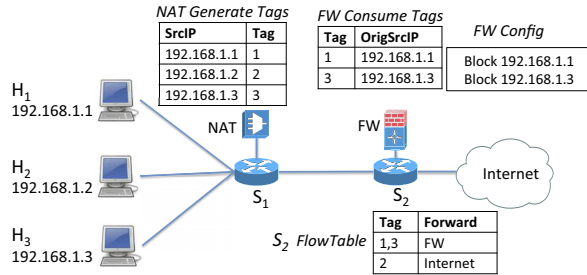 NAT Generate Tags
SrcIP Tag
192.168.1.1 1
192.168.1.2 2
192.168.1.3 3
FW Consume Tags
Tag OrigSrcIP
1 192.168.1.1
3 192.168.1.3
FW Config
Block 192.168.1.1
Block 192.168.1.3
H1
192.168.1.1
H2
192.168.1.2
H3
192.168.1.3
NAT
FW
S1
S2
Internet
S2 FlowTable
Tag Forward
1,3 FW
2 Internet